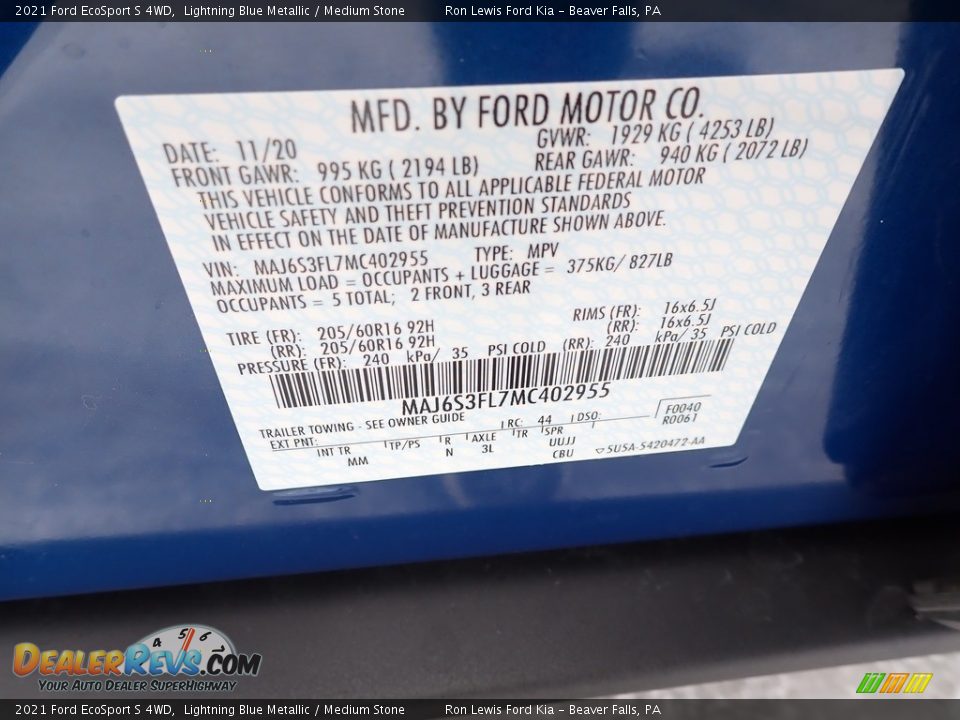 2021 Ford EcoSport S 4WD, Lightning Blue Metallic / Medium Stone Ron Lewis Ford Kia - Beaver Falls, PA
MFD. BY FORD MOTOR CO.
DATE: 11/20 GVWR: 1929 KG ( 4253 LB)
FRONT GAWR: 995 KG ( 2194 LB) REAR GAWR: 940 KG ( 2072 LB)
THIS VEHICLE CONFORMS TO ALL APPLICABLE FEDERAL MOTOR
VEHICLE SAFETY AND THEFT PREVENTION STANDARDS
IN EFFECT ON THE DATE OF MANUFACTURE SHOWN ABOVE.
VIN: MAJ6S3FL7MC402955 TYPE: MPV
MAXIMUM LOAD = OCCUPANTS + LUGGAGE = 375KG/ 827LB
OCCUPANTS = 5 TOTAL; 2 FRONT, 3 REAR
TIRE (FR): 205/60R16 92H RIMS (FR): 16x6.5J
(RR): 205/60R16 92H (RR): 16x6.5J
PRESSURE (FR): 240 kPa/ 35 PSI COLD (RR): 240 kPa/ 35 PSI COLD
MAJ6S3FL7MC402955
TRAILER TOWING - SEE OWNER GUIDE
EXT PNT: RC: 44 DSO: F0040
R0061
INT TR TP/PS R AXLE TR SPR
MM N 3L UUJJ
CBU SU5A-5420472-AA
4 5 6
DEALERREVS.COM
YOUR AUTO DEALER SUPERHIGHWAY
2021 Ford EcoSport S 4WD, Lightning Blue Metallic / Medium Stone Ron Lewis Ford Kia - Beaver Falls, PA